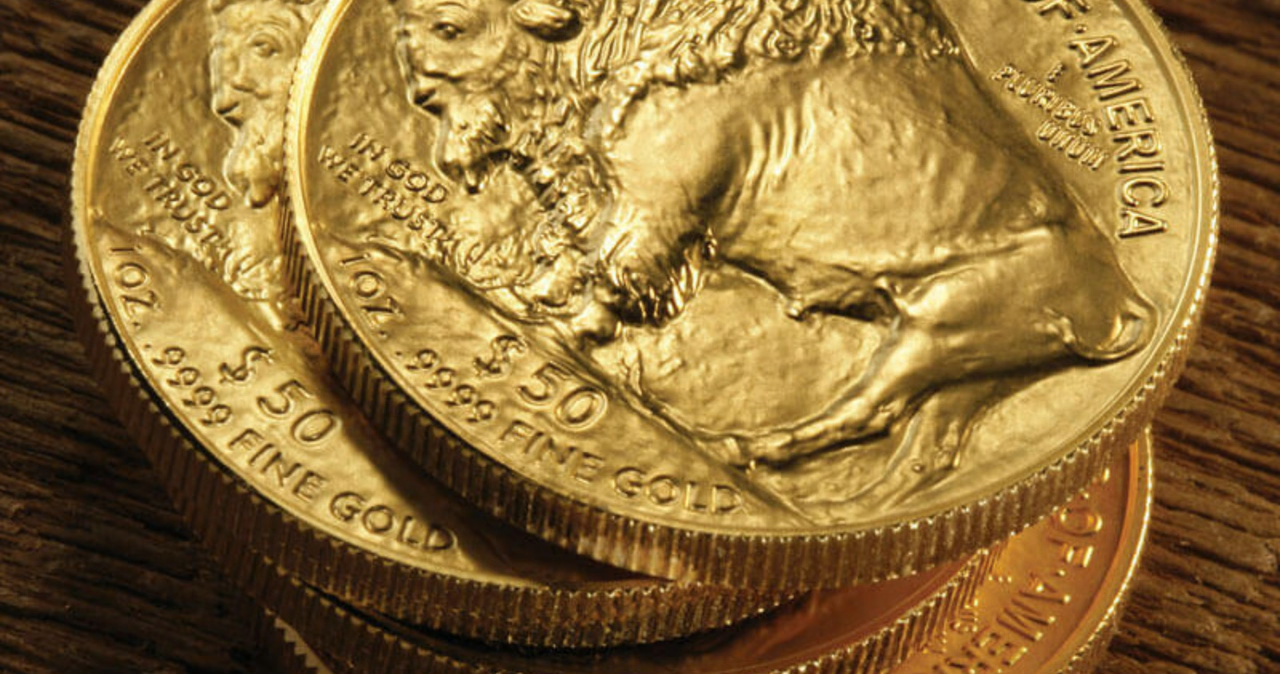 IN GOD
WE TRUST
1 OZ. .9999 FINE GOLD
$ 50
IN GOD
WE TRUST
1 OZ. .9999 FINE GOLD
$ 50
OF·AMERICA
E
PLURIBUS
UNUM
OF·AMERI